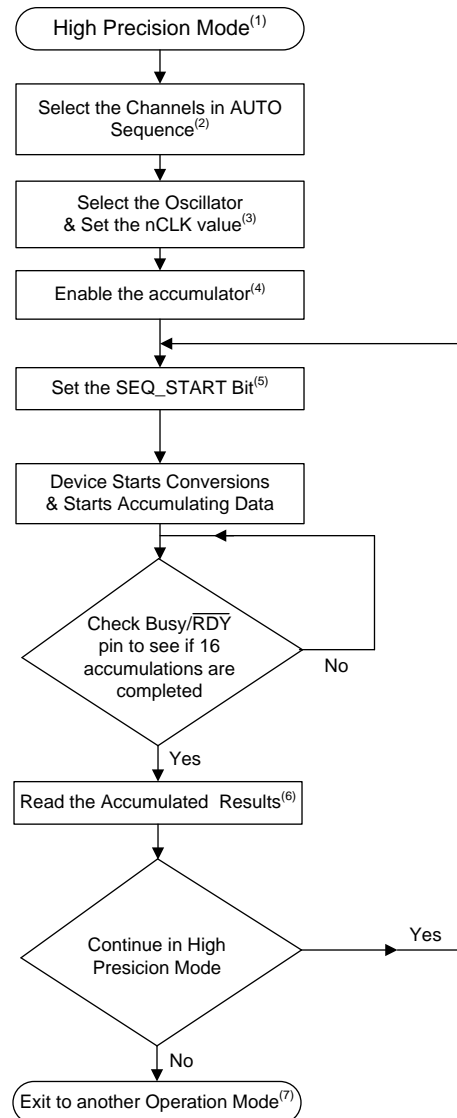 High Precision Mode(1)
Select the Channels in AUTO
Sequence(2)
Select the Oscillator
& Set the nCLK value(3)
Enable the accumulator(4)
Set the SEQ_START Bit(5)
Device Starts Conversions
& Starts Accumulating Data
Check Busy/RDY
pin to see if 16
accumulations are
completed
No
Yes
Read the Accumulated Results(6)
Continue in High
Presicion Mode
Yes
No
Exit to another Operation Mode(7)